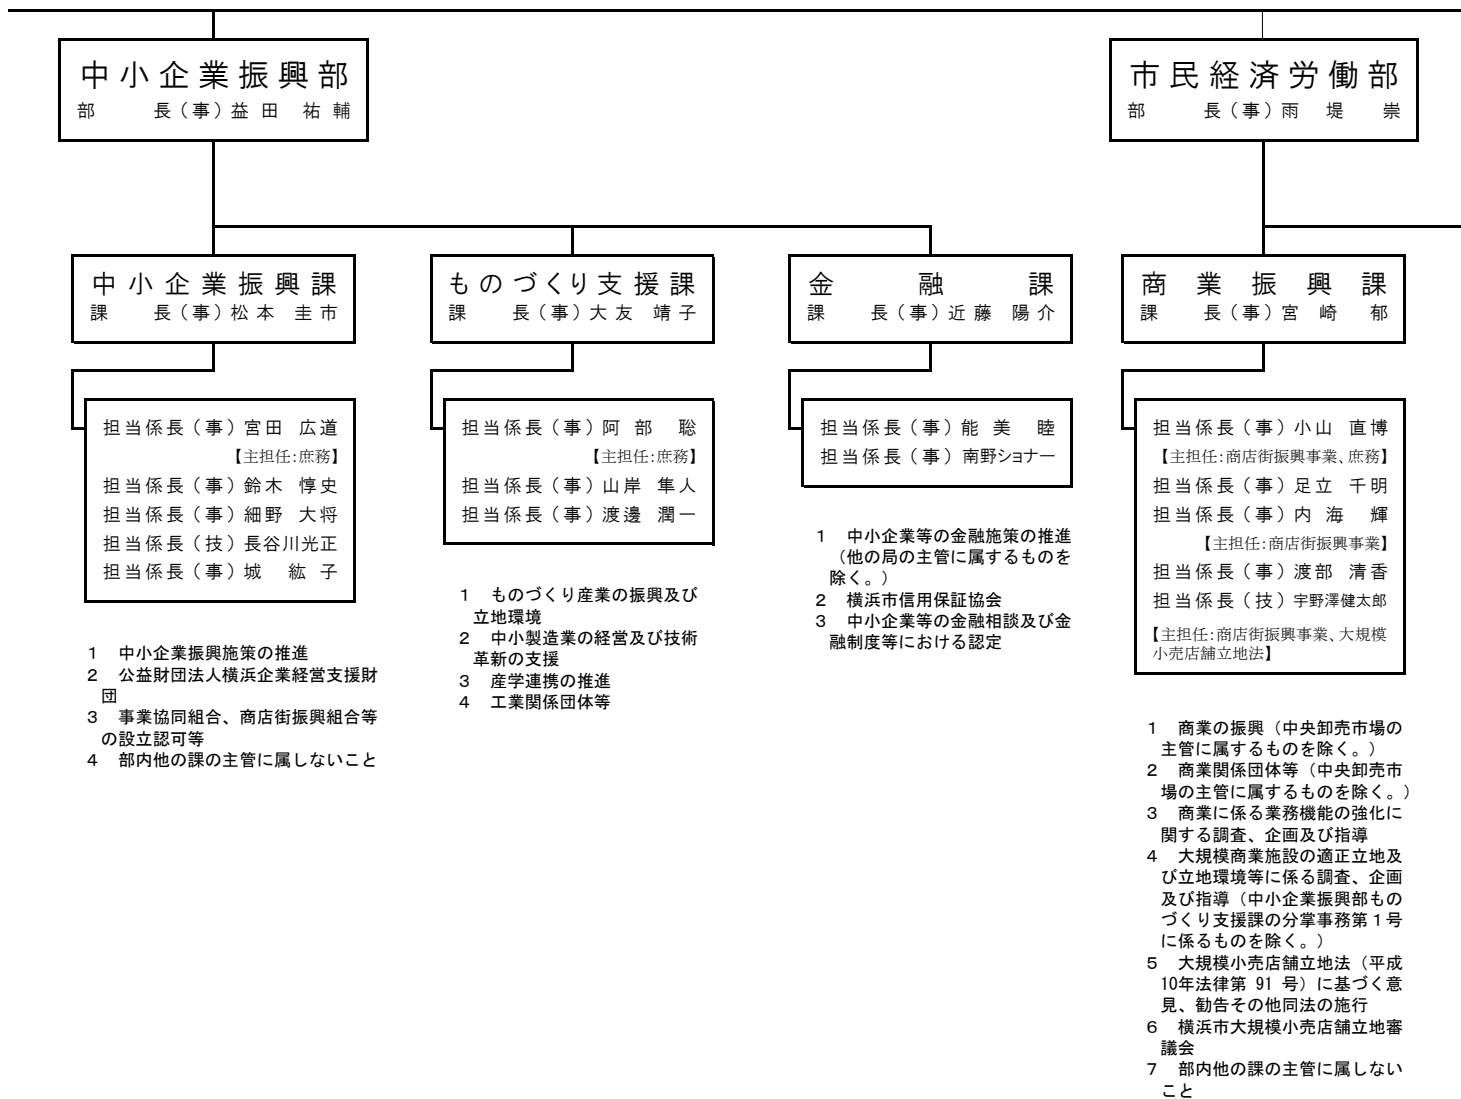 中小企業振興部
部　長（事）益田　祐輔
市民経済労働部
部　長（事）雨堤　崇
中小企業振興課
課　長（事）松本　圭市
担当係長（事）宮田　広道
【主担任：庶務】
担当係長（事）鈴木　惇史
担当係長（事）細野　大将
担当係長（技）長谷川光正
担当係長（事）城　紘子
1　中小企業振興施策の推進
2　公益財団法人横浜企業経営支援財
団
3　事業協同組合、商店街振興組合等
の設立認可等
4　部内他の課の主管に属しないこと
ものづくり支援課
課　長（事）大友　靖子
担当係長（事）阿部　聡
【主担任：庶務】
担当係長（事）山岸　隼人
担当係長（事）渡邊　潤一
1　ものづくり産業の振興及び
立地環境
2　中小製造業の経営及び技術
革新の支援
3　産学連携の推進
4　工業関係団体等
金融課
課　長（事）近藤　陽介
担当係長（事）能美　睦
担当係長（事）南野ショナー
1　中小企業等の金融施策の推進
（他の局の主管に属するものを
除く。）
2　横浜市信用保証協会
3　中小企業等の金融相談及び金
融制度等における認定
商業振興課
課　長（事）宮崎　郁
担当係長（事）小山　直博
【主担任：商店街振興事業、庶務】
担当係長（事）足立　千明
担当係長（事）内海　輝
【主担任：商店街振興事業】
担当係長（事）渡部　清香
担当係長（技）宇野澤健太郎
【主担任：商店街振興事業、大規模
小売店舗立地法】
1　商業の振興（中央卸売市場の
主管に属するものを除く。）
2　商業関係団体等（中央卸売市
場の主管に属するものを除く。）
3　商業に係る業務機能の強化に
関する調査、企画及び指導
4　大規模商業施設の適正立地及
び立地環境等に係る調査、企画
及び指導（中小企業振興部もの
づくり支援課の分掌事務第１号
に係るものを除く。）
5　大規模小売店舗立地法（平成
10年法律第 91 号）に基づく意
見、勧告その他同法の施行
6　横浜市大規模小売店舗立地審
議会
7　部内他の課の主管に属しない
こと